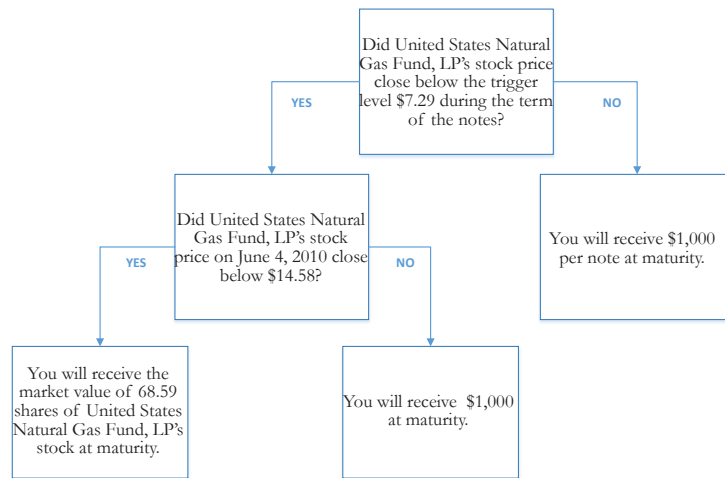 Did United States Natural
Gas Fund, LP's stock price
close below the trigger
level $7.29 during the term
of the notes?
YES
NO
Did United States Natural
Gas Fund, LP's stock
price on June 4, 2010 close
below $14.58?
You will receive $1,000
per note at maturity.
YES
NO
You will receive the
market value of 68.59
shares of United States
Natural Gas Fund, LP's
stock at maturity.
You will receive $1,000
at maturity.